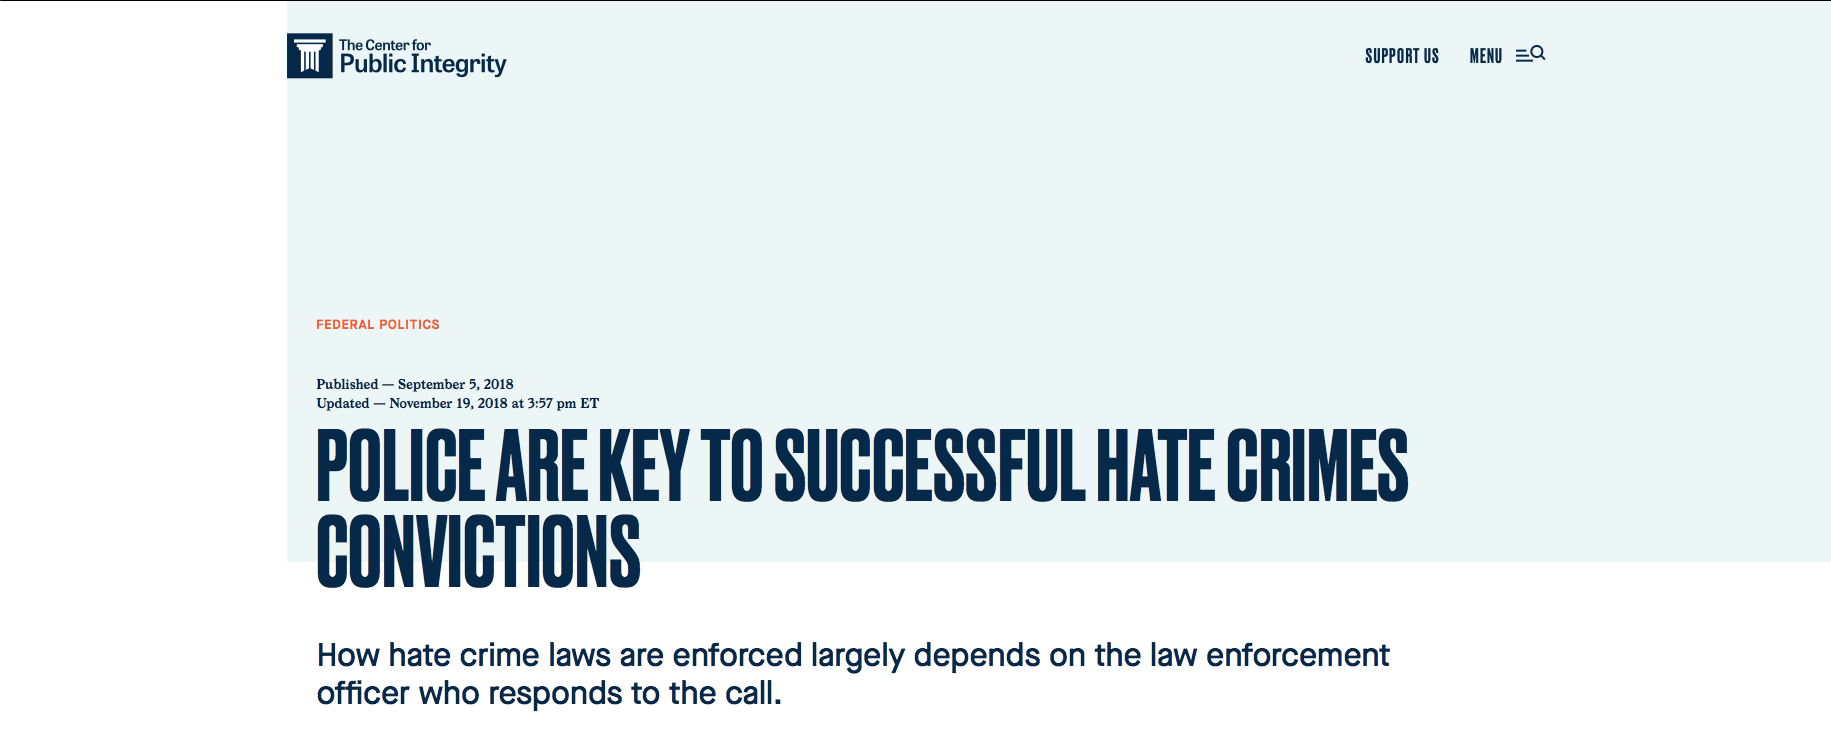 The Center for
Public Integrity
SUPPORT US MENU
FEDERAL POLITICS
Published — September 5, 2018
Updated — November 19, 2018 at 3:57 pm ET
POLICE ARE KEY TO SUCCESSFUL HATE CRIMES
CONVICTIONS
How hate crime laws are enforced largely depends on the law enforcement
officer who responds to the call.